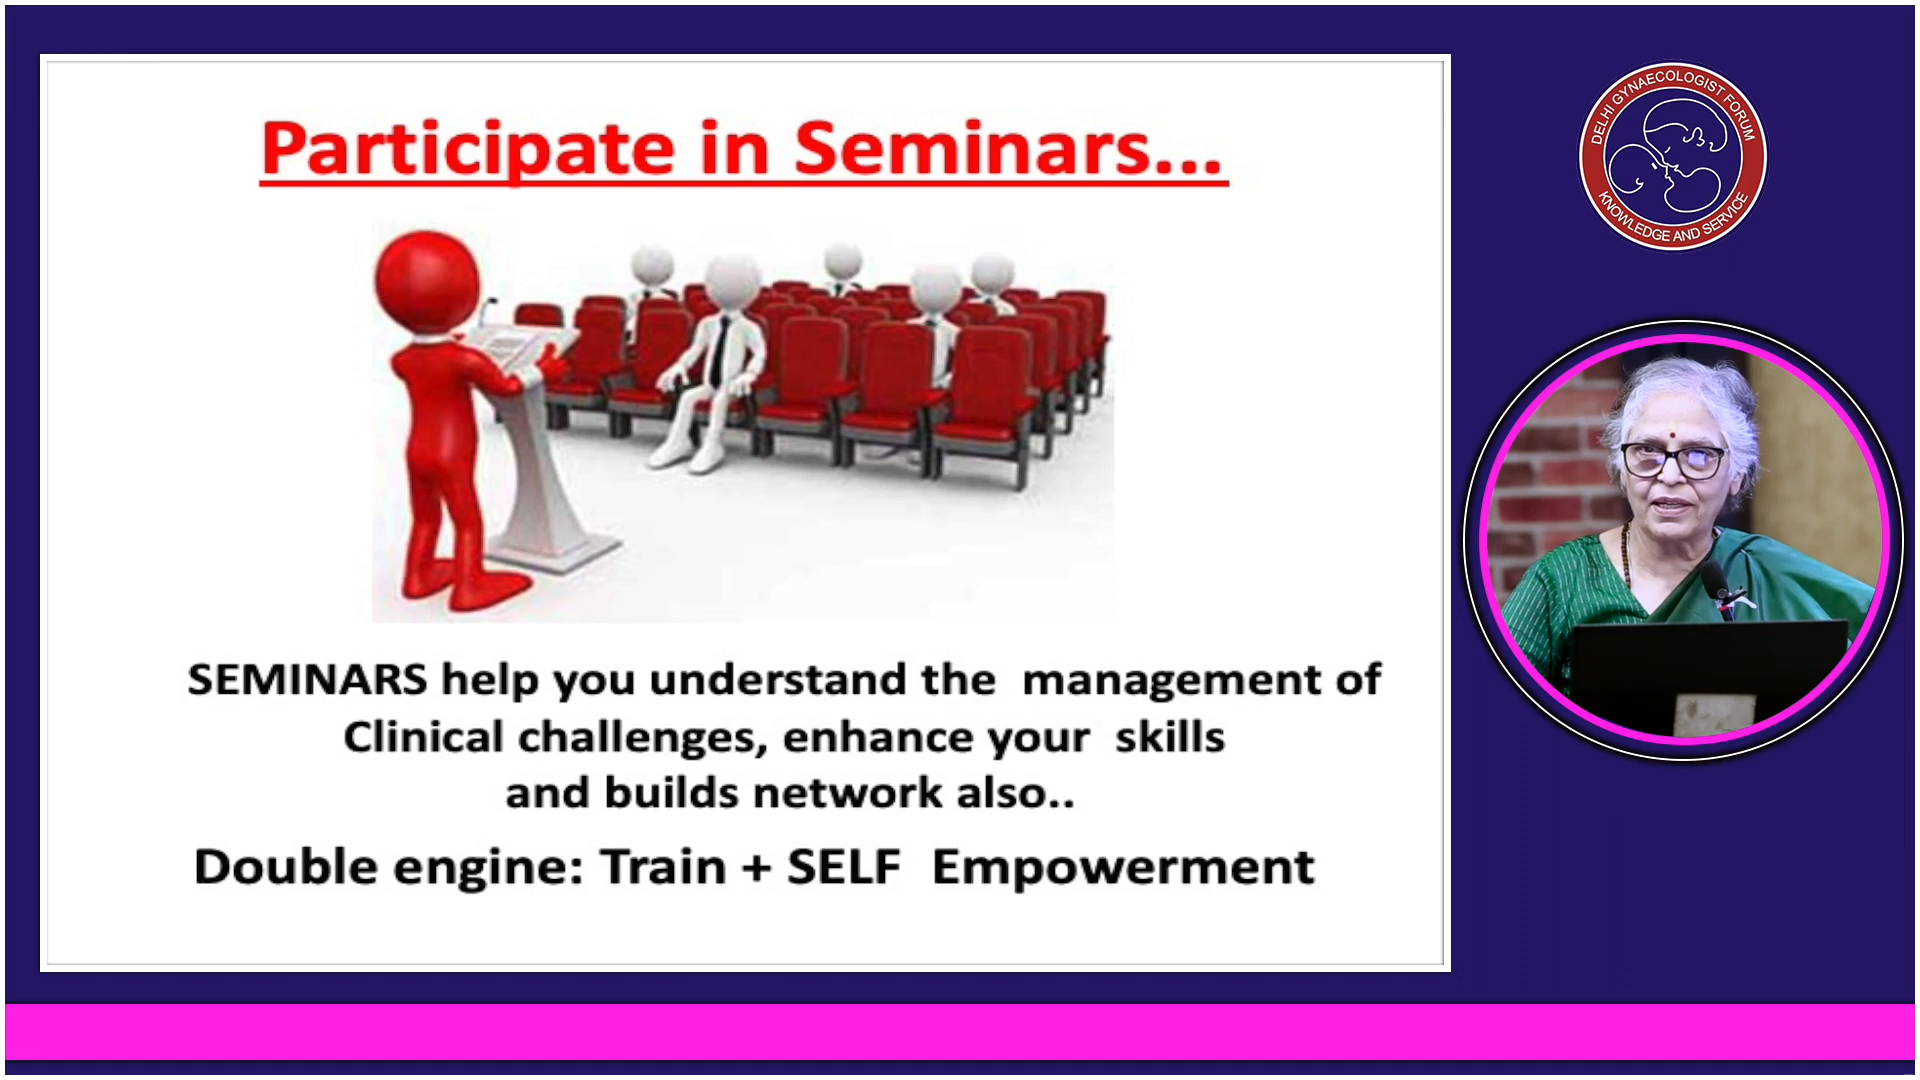 Participate in Seminars...
SEMINARS help you understand the management of
Clinical challenges, enhance your skills
and builds network also..
Double engine: Train + SELF Empowerment
DELHI GYNAECOLOGIST FORUM
KNOWLEDGE AND SERVICE